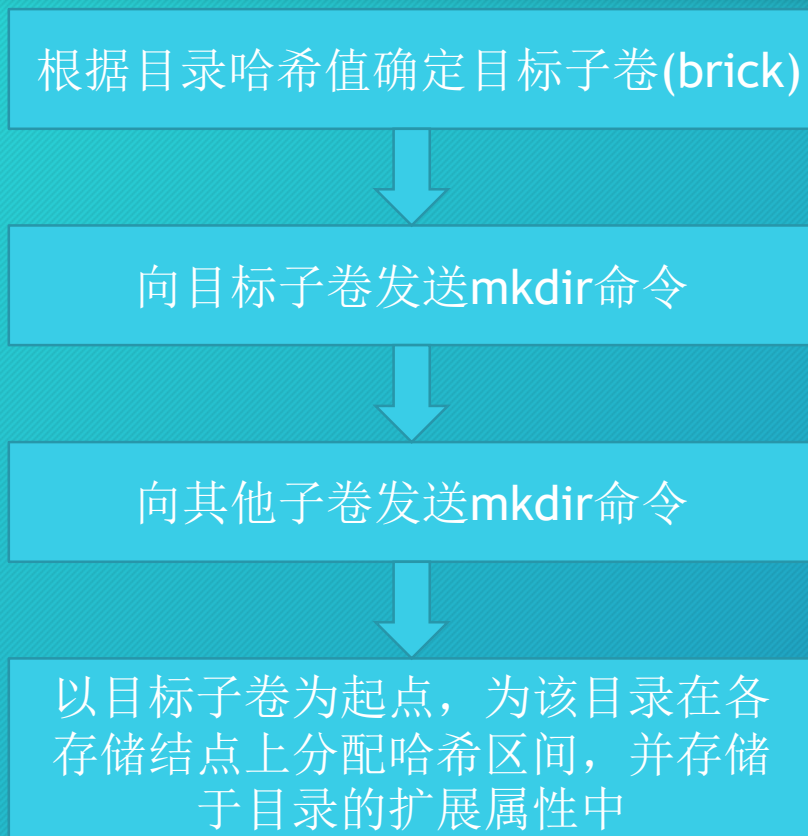 根据目录哈希值确定目标子卷(brick)
向目标子卷发送mkdir命令
向其他子卷发送mkdir命令
以目标子卷为起点，为该目录在各
存储结点上分配哈希区间，并存储
于目录的扩展属性中